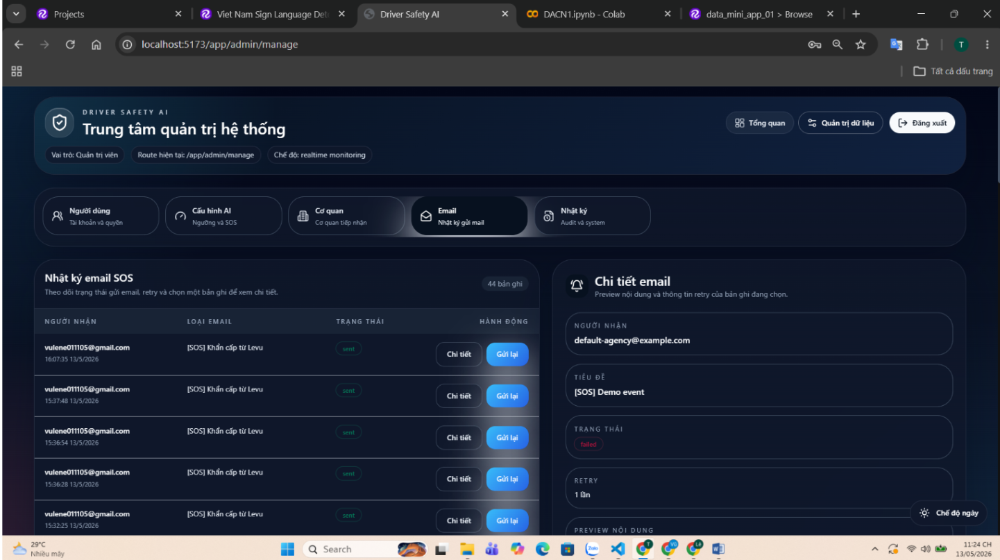 Projects
Viet Nam Sign Language Det
Driver Safety AI
DACN1.ipynb - Colab
data_mini_app_01 > Browse
localhost:5173/app/admin/manage
T
Tất cả dấu trang
DRIVER SAFETY AI
Trung tâm quản trị hệ thống
Tổng quan
Quản trị dữ liệu
Đăng xuất
Vai trò: Quản trị viên
Route hiện tại: /app/admin/manage
Chế độ: realtime monitoring
Người dùng
Tài khoản và quyền
Cấu hình AI
Ngưỡng và SOS
Cơ quan
Cơ quan tiếp nhận
Email
Nhật ký gửi mail
Nhật ký
Audit và system
Nhật ký email SOS
Theo dõi trạng thái gửi email, retry và chọn một bản ghi để xem chi tiết.
44 bản ghi
NGƯỜI NHẬN LOẠI EMAIL TRẠNG THÁI HÀNH ĐỘNG
vulene011105@gmail.com [SOS] Khẩn cấp từ Levu sent Chi tiết Gửi lại
16:07:35 13/5/2026
vulene011105@gmail.com [SOS] Khẩn cấp từ Levu sent Chi tiết Gửi lại
15:37:48 13/5/2026
vulene011105@gmail.com [SOS] Khẩn cấp từ Levu sent Chi tiết Gửi lại
15:36:54 13/5/2026
vulene011105@gmail.com [SOS] Khẩn cấp từ Levu sent Chi tiết Gửi lại
15:36:28 13/5/2026
vulene011105@gmail.com [SOS] Khẩn cấp từ Levu sent Chi tiết Gửi lại
15:32:25 13/5/2026
Chi tiết email
Preview nội dung và thông tin retry của bản ghi đang chọn.
NGƯỜI NHẬN
default-agency@example.com
TIÊU ĐỀ
[SOS] Demo event
TRẠNG THÁI
failed
RETRY
1 lần
PREVIEW NỘI DUNG
Chế độ ngày
29°C
Nhiều mây
Search
Zalo
T
VG
Lê
11:24 CH
13/05/2026